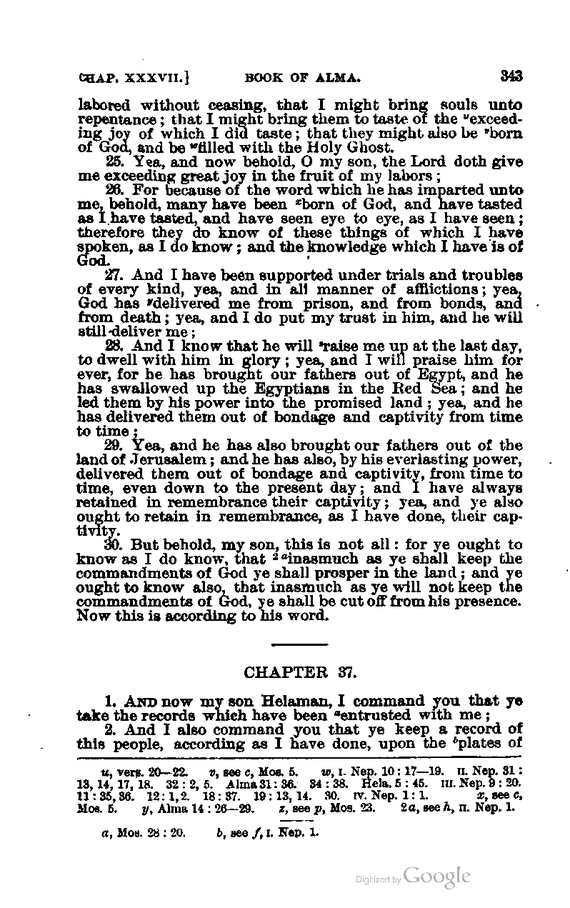 CHAP. XXXVII.] BOOK OF ALMA. 343
labored without ceasing, that I might bring souls unto
repentance; that I might bring them to taste of the ᵘexceed-
ing joy of which I did taste; that they might also be ᵛborn
of God, and be ʷfilled with the Holy Ghost.
25. Yea, and now behold, O my son, the Lord doth give
me exceeding great joy in the fruit of my labors;
26. For because of the word which he has imparted unto
me, behold, many have been ˣborn of God, and have tasted
as I have tasted, and have seen eye to eye, as I have seen;
therefore they do know of these things of which I have
spoken, as I do know; and the knowledge which I have is of
God.
27. And I have been supported under trials and troubles
of every kind, yea, and in all manner of afflictions; yea,
God has ʸdelivered me from prison, and from bonds, and
from death; yea, and I do put my trust in him, and he will
still deliver me;
28. And I know that he will ᶻraise me up at the last day,
to dwell with him in glory; yea, and I will praise him for
ever, for he has brought our fathers out of Egypt, and he
has swallowed up the Egyptians in the Red Sea; and he
led them by his power into the promised land; yea, and he
has delivered them out of bondage and captivity from time
to time;
29. Yea, and he has also brought our fathers out of the
land of Jerusalem; and he has also, by his everlasting power,
delivered them out of bondage and captivity, from time to
time, even down to the present day; and I have always
retained in remembrance their captivity; yea, and ye also
ought to retain in remembrance, as I have done, their cap-
tivity.
30. But behold, my son, this is not all: for ye ought to
know as I do know, that ²ᵃinasmuch as ye shall keep the
commandments of God ye shall prosper in the land; and ye
ought to know also, that inasmuch as ye will not keep the
commandments of God, ye shall be cut off from his presence.
Now this is according to his word.
CHAPTER 37.
1. AND now my son Helaman, I command you that ye
take the records which have been ᵃentrusted with me;
2. And I also command you that ye keep a record of
this people, according as I have done, upon the ᵇplates of
u, vers. 20—22. v, see c, Mos. 5. w, I. Nep. 10:17—19. II. Nep. 31:
13, 14, 17, 18. 32:2, 5. Alma 31:36. 34:38. Hela. 5:45. III. Nep. 9:20.
11:35, 36. 12:1, 2. 18:37. 19:13, 14. 30. IV. Nep. 1:1. x, see c,
Mos. 5. y, Alma 14:26—29. z, see p, Mos. 23. 2a, see h, II. Nep. 1.
a, Mos. 28:20. b, see f, I. Nep. 1.
Digitized by Google